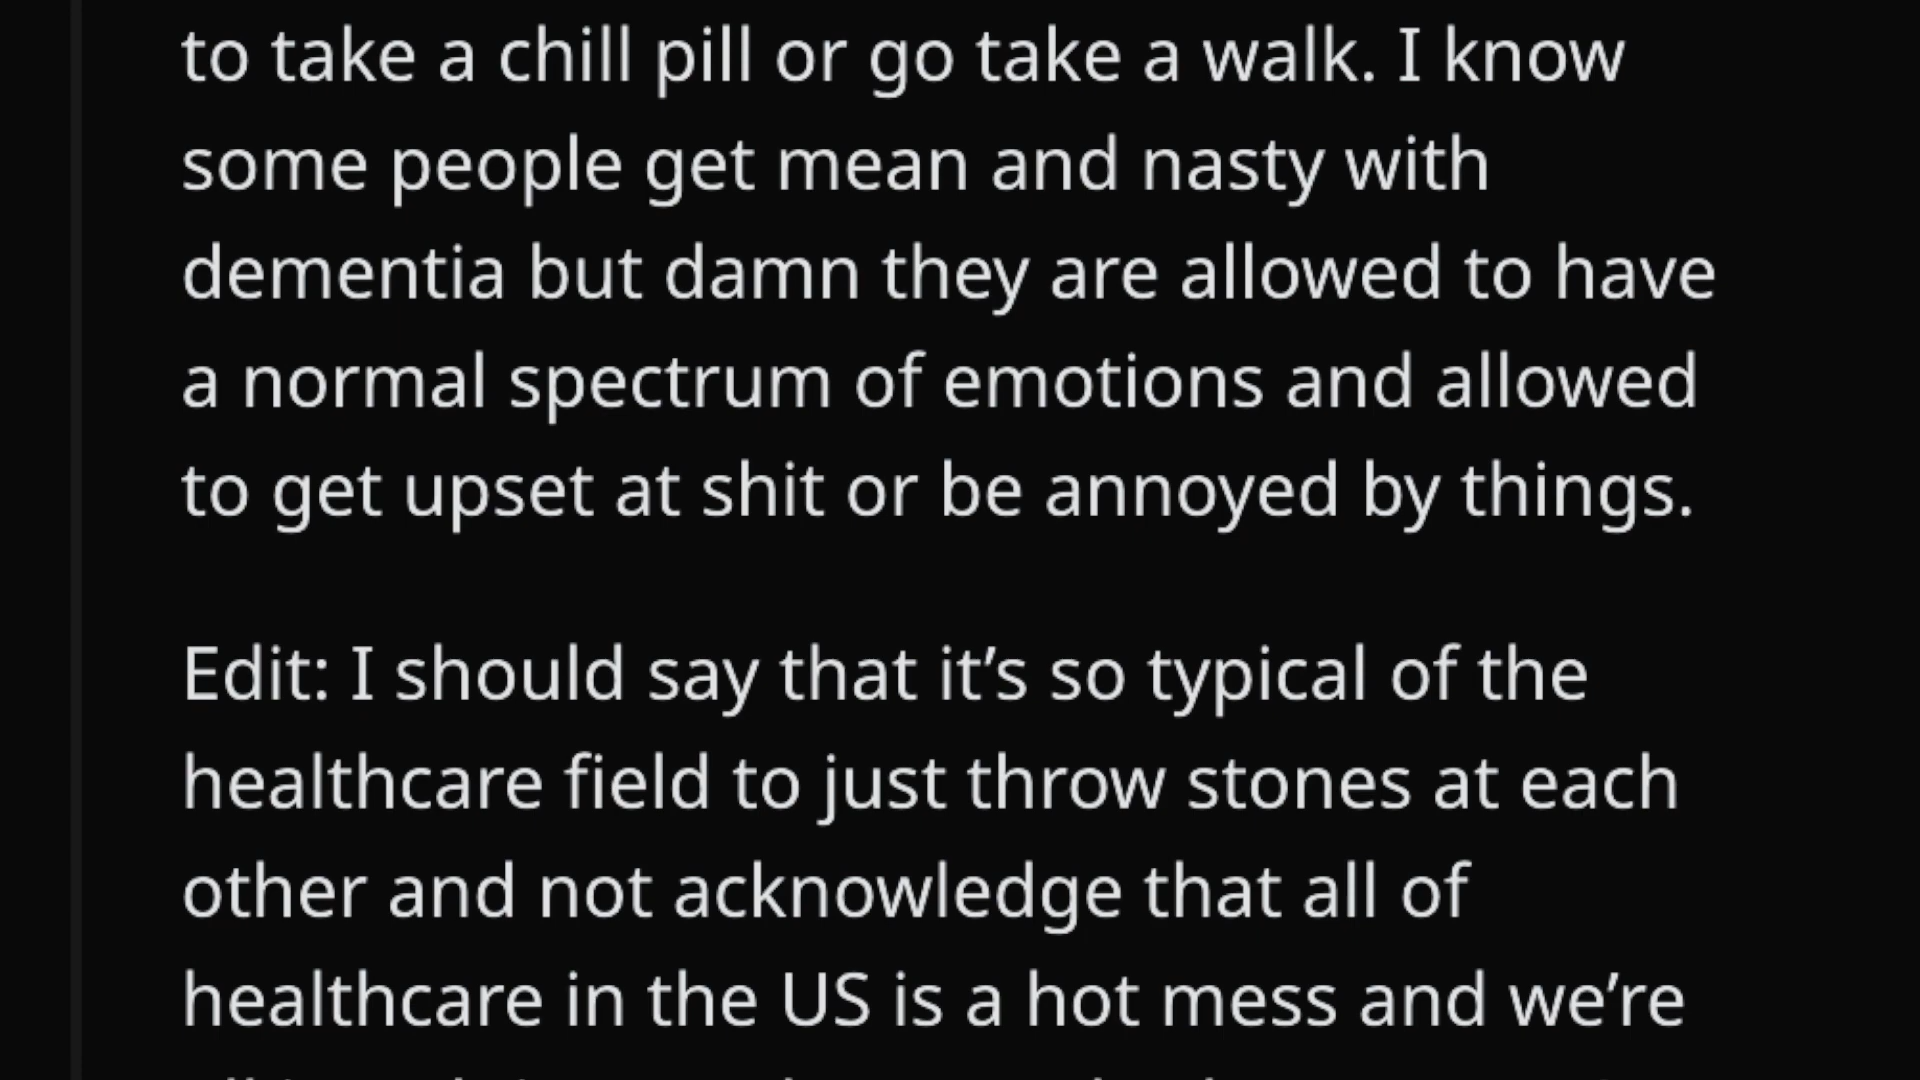 to take a chill pill or go take a walk. I know
some people get mean and nasty with
dementia but damn they are allowed to have
a normal spectrum of emotions and allowed
to get upset at shit or be annoyed by things.
Edit: I should say that it’s so typical of the
healthcare field to just throw stones at each
other and not acknowledge that all of
healthcare in the US is a hot mess and we’re